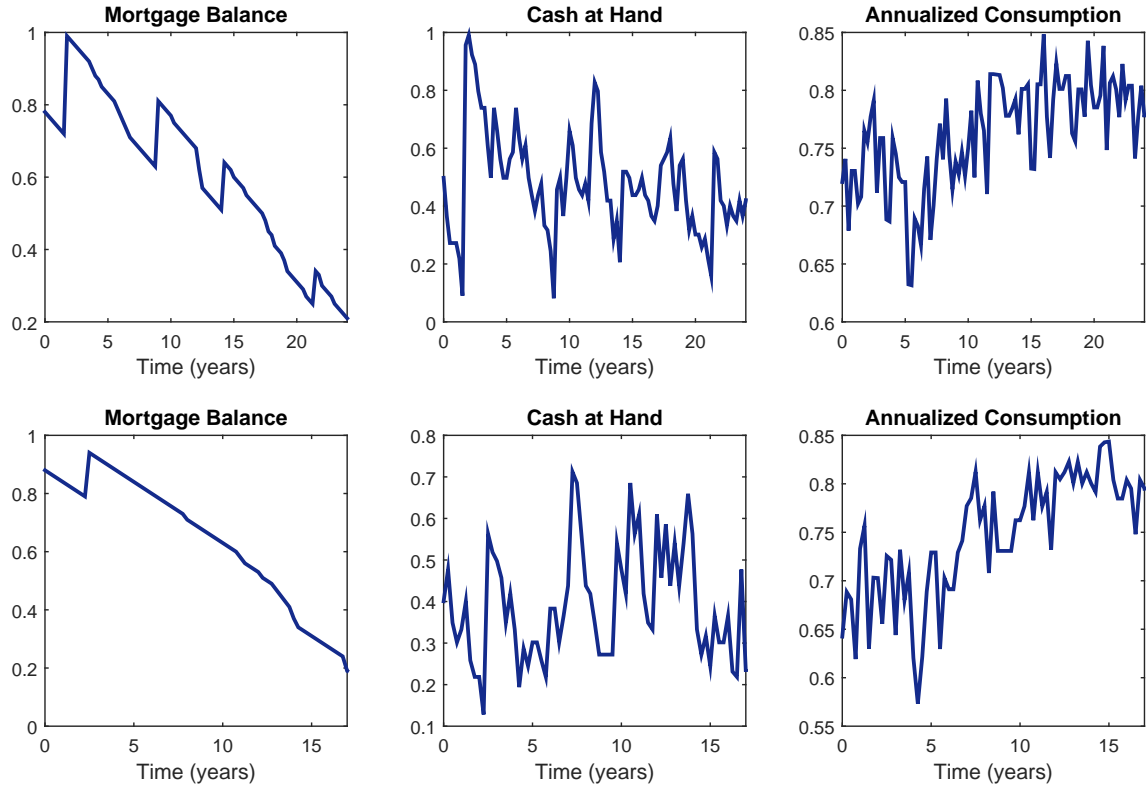 Mortgage Balance
1
0.8
0.6
0.4
0.2
0 5 10 15 20
Time (years)
Cash at Hand
1
0.8
0.6
0.4
0.2
0
0 5 10 15 20
Time (years)
Annualized Consumption
0.85
0.8
0.75
0.7
0.65
0.6
0 5 10 15 20
Time (years)
Mortgage Balance
1
0.8
0.6
0.4
0.2
0
0 5 10 15
Time (years)
Cash at Hand
0.8
0.7
0.6
0.5
0.4
0.3
0.2
0.1
0 5 10 15
Time (years)
Annualized Consumption
0.85
0.8
0.75
0.7
0.65
0.6
0.55
0 5 10 15
Time (years)